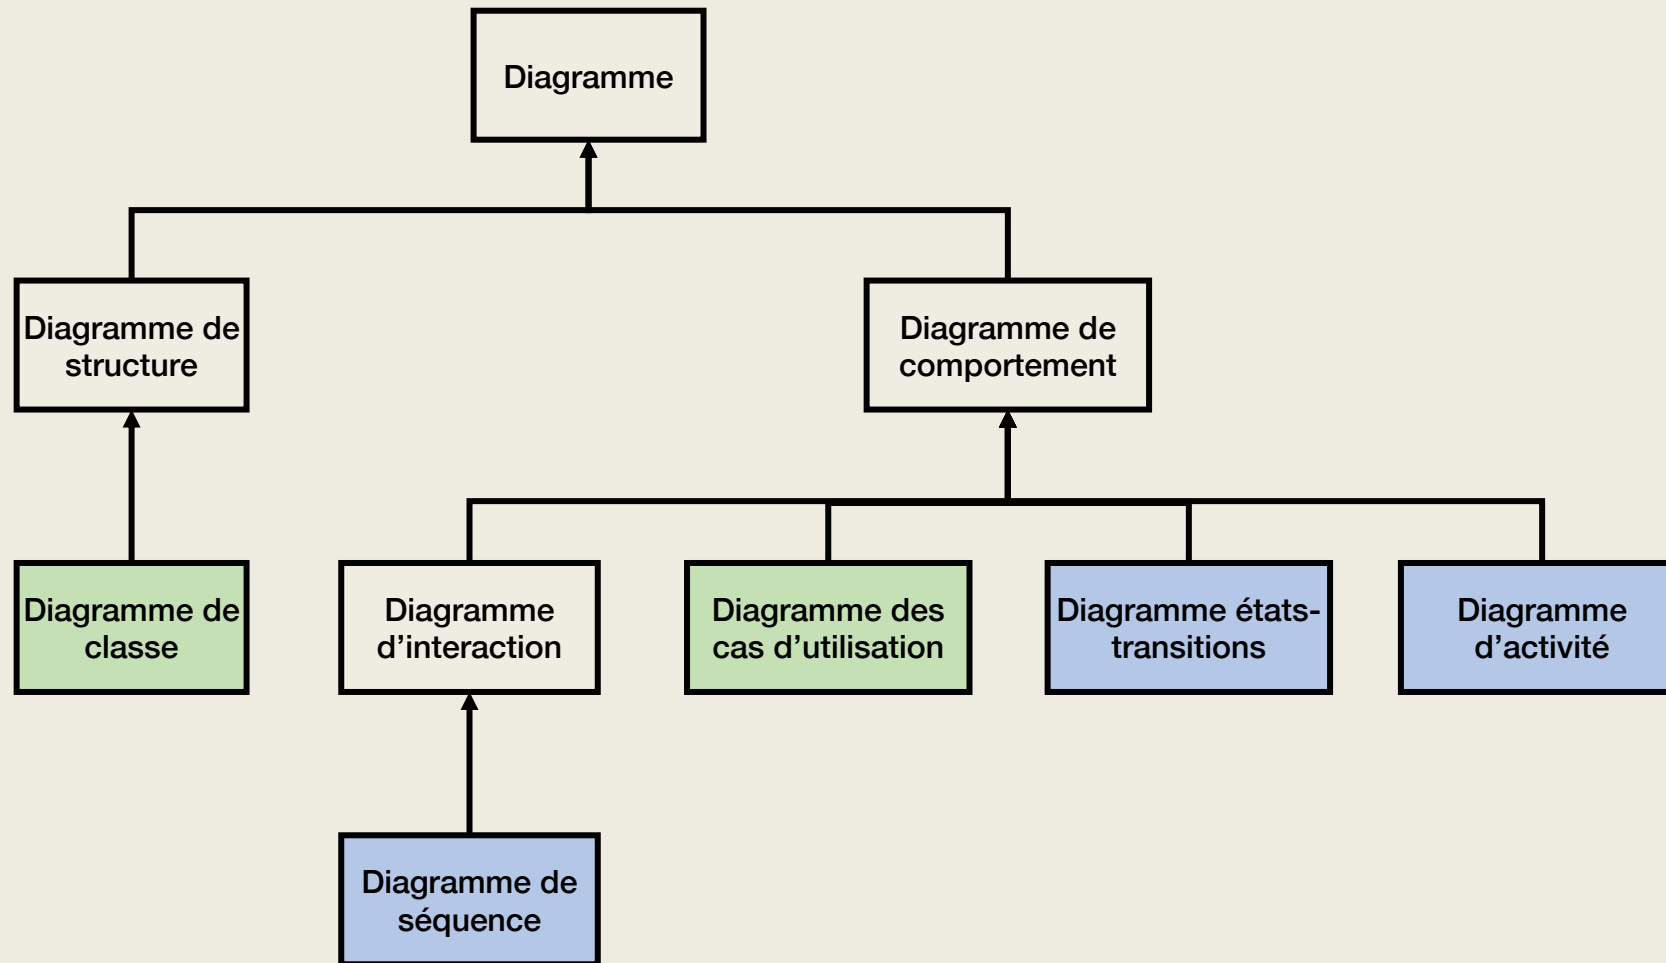 Diagramme
Diagramme de
structure
Diagramme de
comportement
Diagramme de
classe
Diagramme
d’interaction
Diagramme des
cas d’utilisation
Diagramme états-
transitions
Diagramme
d’activité
Diagramme de
séquence